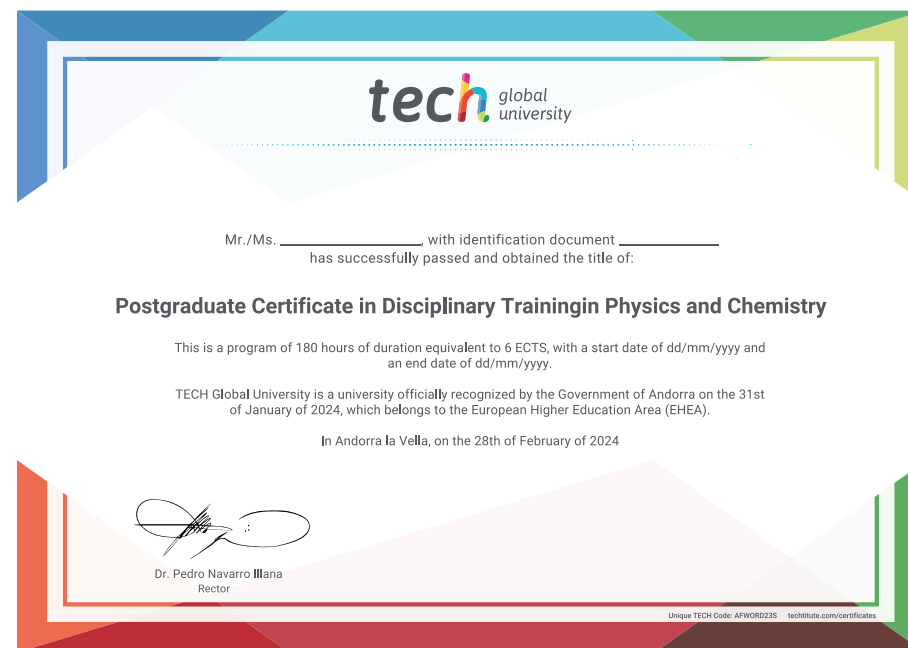 tech global
university
Mr./Ms. ____________________, with identification document ______________
has successfully passed and obtained the title of:
Postgraduate Certificate in Disciplinary Trainingin Physics and Chemistry
This is a program of 180 hours of duration equivalent to 6 ECTS, with a start date of dd/mm/yyyy and
an end date of dd/mm/yyyy.
TECH Global University is a university officially recognized by the Government of Andorra on the 31st
of January of 2024, which belongs to the European Higher Education Area (EHEA).
In Andorra la Vella, on the 28th of February of 2024
Dr. Pedro Navarro Illana
Rector
Unique TECH Code: AFWORD23S techtitute.com/certificates